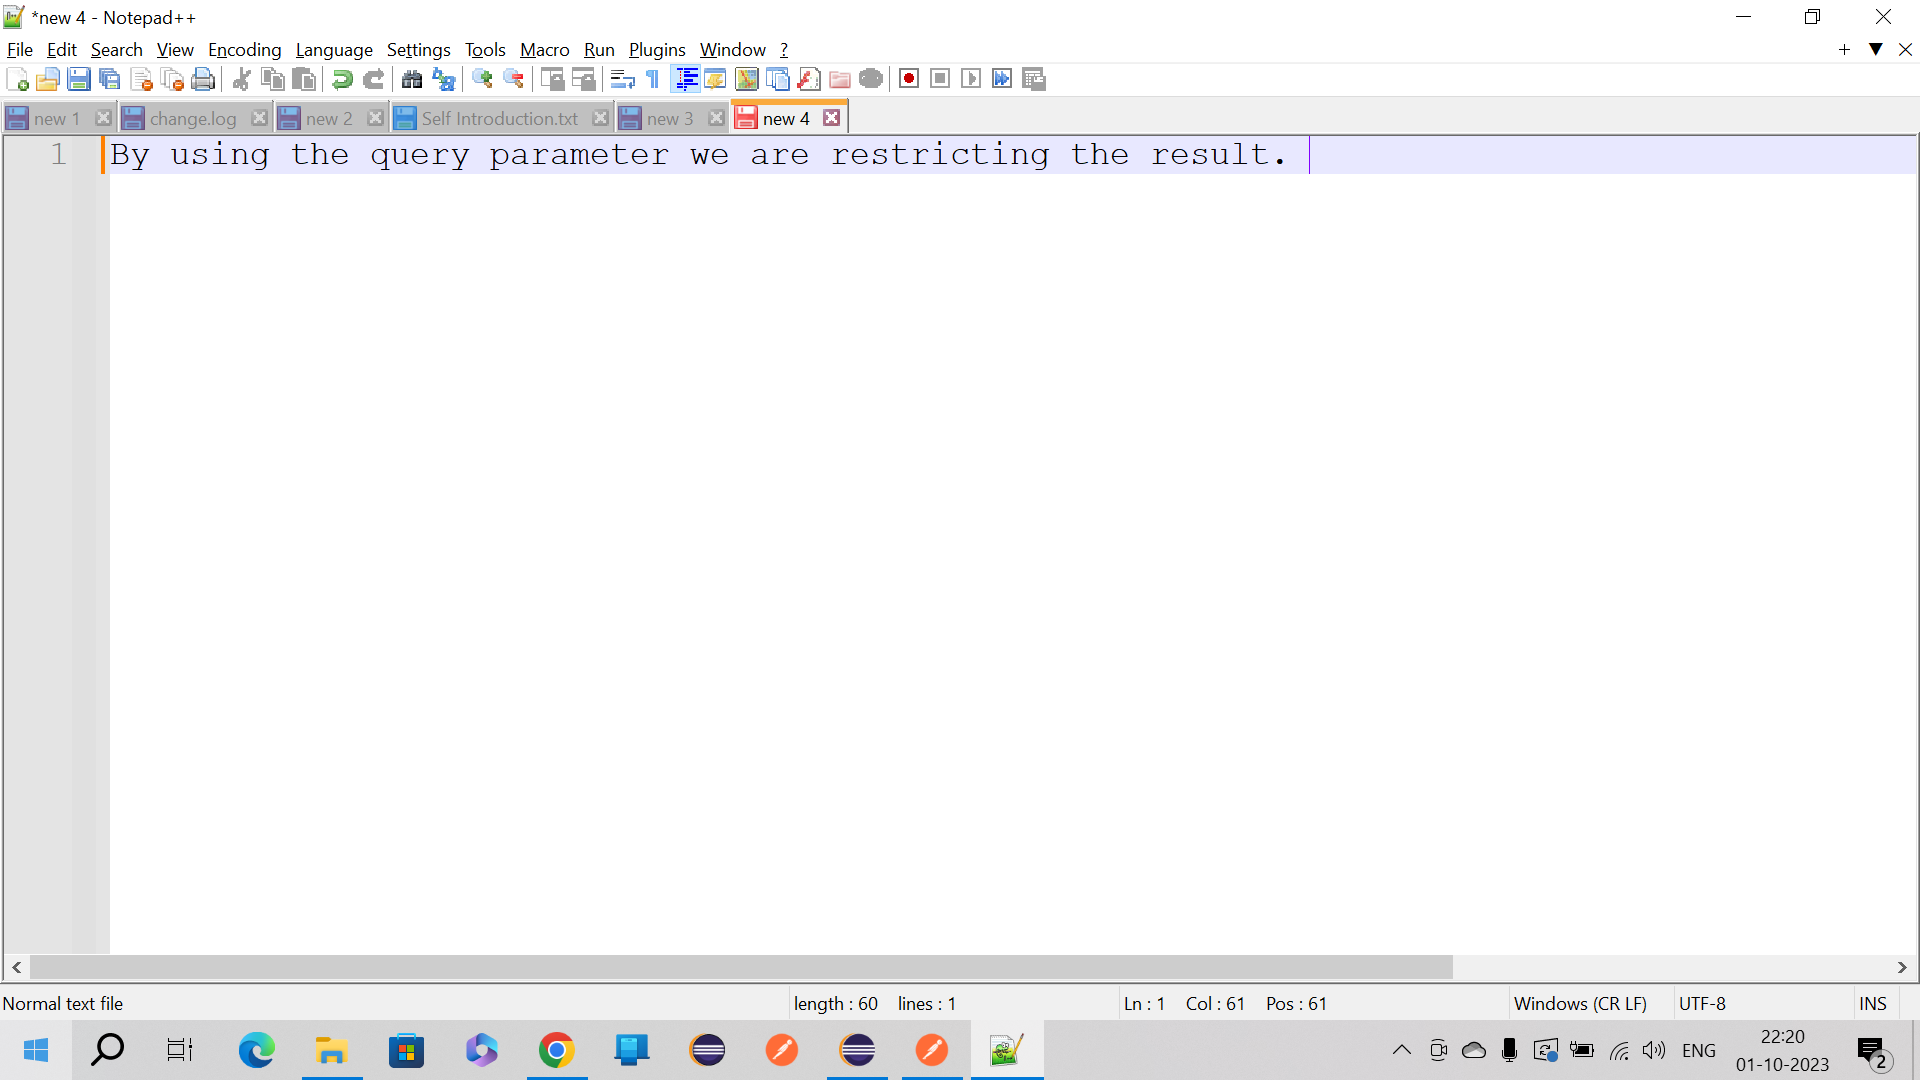 *new 4 - Notepad++
File Edit Search View Encoding Language Settings Tools Macro Run Plugins Window ?
new 1 change.log new 2 Self Introduction.txt new 3 new 4
1 By using the query parameter we are restricting the result.
Normal text file length : 60 lines : 1 Ln : 1 Col : 61 Pos : 61 Windows (CR LF) UTF-8 INS
ENG 22:20
01-10-2023 2